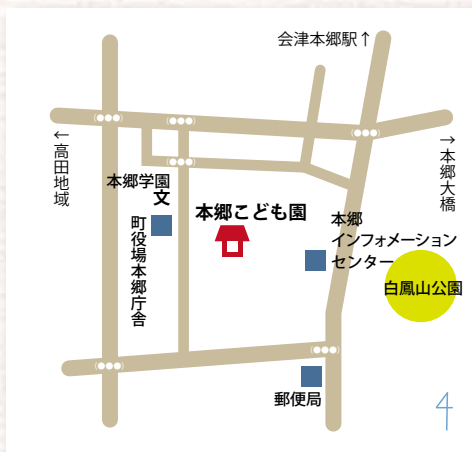 会津本郷駅↑
←高田地域
→本郷大橋
本郷学園
文
本郷こども園
町役場本郷庁舎
本郷
インフォメーション
センター
白鳳山公園
郵便局